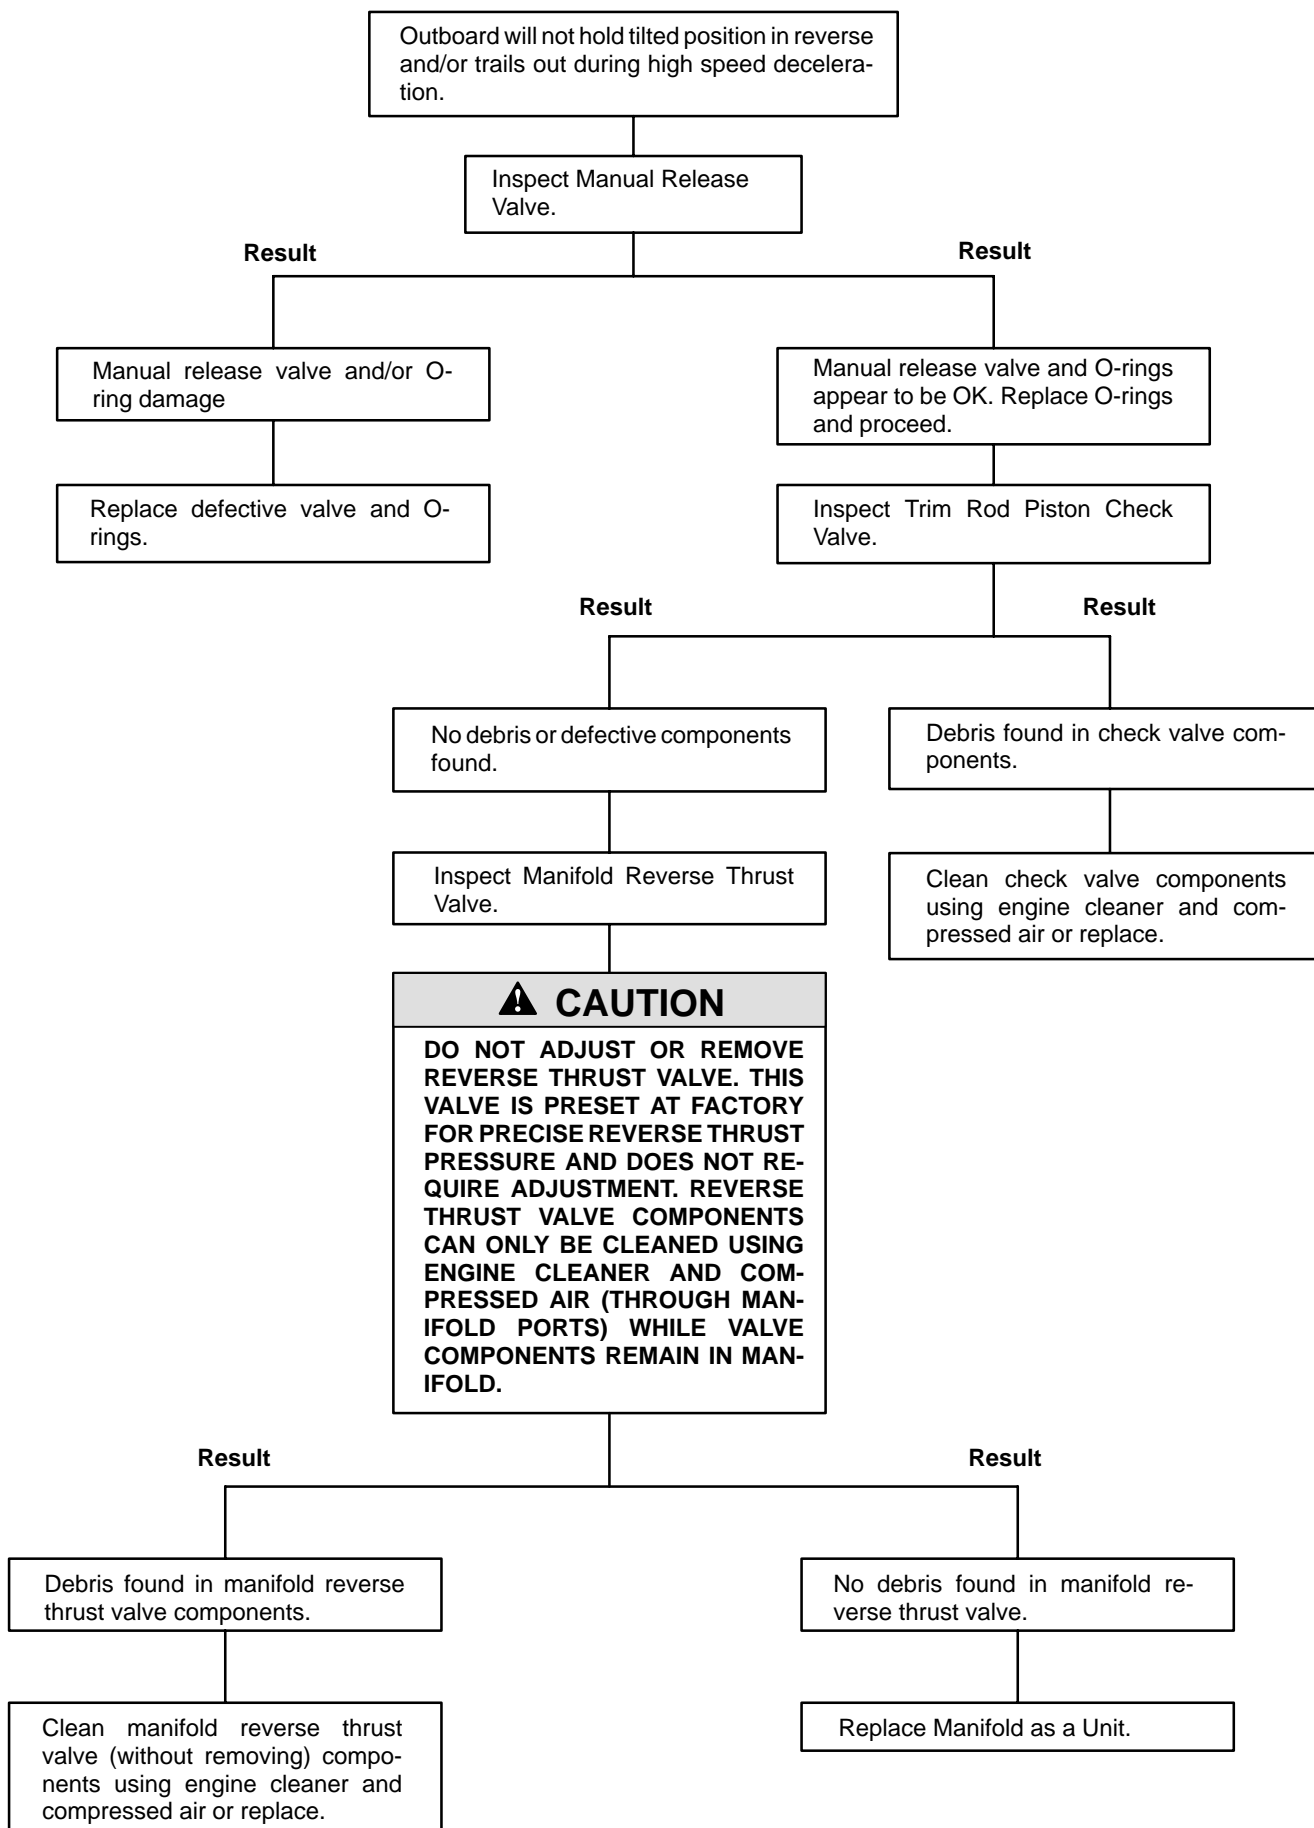 Outboard will not hold tilted position in reverse
and/or trails out during high speed decelera-
tion.
Inspect Manual Release
Valve.
Result
Result
Manual release valve and/or O-
ring damage
Manual release valve and O-rings
appear to be OK. Replace O-rings
and proceed.
Replace defective valve and O-
rings.
Inspect Trim Rod Piston Check
Valve.
Result
Result
No debris or defective components
found.
Debris found in check valve com-
ponents.
Inspect Manifold Reverse Thrust
Valve.
Clean check valve components
using engine cleaner and com-
pressed air or replace.
CAUTION
DO NOT ADJUST OR REMOVE
REVERSE THRUST VALVE. THIS
VALVE IS PRESET AT FACTORY
FOR PRECISE REVERSE THRUST
PRESSURE AND DOES NOT RE-
QUIRE ADJUSTMENT. REVERSE
THRUST VALVE COMPONENTS
CAN ONLY BE CLEANED USING
ENGINE CLEANER AND COM-
PRESSED AIR (THROUGH MAN-
IFOLD PORTS) WHILE VALVE
COMPONENTS REMAIN IN MAN-
IFOLD.
Result
Result
Debris found in manifold reverse
thrust valve components.
No debris found in manifold re-
verse thrust valve.
Clean manifold reverse thrust
valve (without removing) compo-
nents using engine cleaner and
compressed air or replace.
Replace Manifold as a Unit.